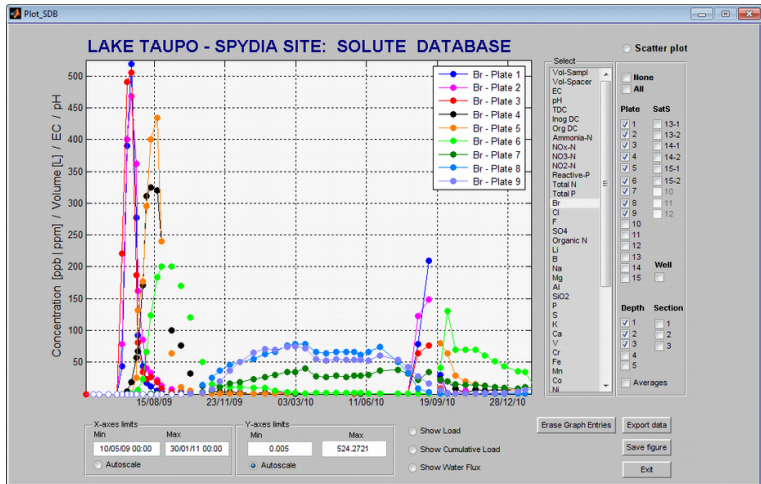 Plot_SDB
LAKE TAUPO - SPYDIA SITE: SOLUTE DATABASE
Concentration [ppb | ppm] / Volume [L] / EC / pH
500
450
400
350
300
250
200
150
100
50
15/08/09 23/11/09 03/03/10 11/06/10 19/09/10 28/12/10
Br - Plate 1
Br - Plate 2
Br - Plate 3
Br - Plate 4
Br - Plate 5
Br - Plate 6
Br - Plate 7
Br - Plate 8
Br - Plate 9
Select
Vol-Sampl
Vol-Spacer
EC
pH
TDC
Inog DC
Org DC
Ammonia-N
NOx-N
NO3-N
NO2-N
Reactive-P
Total N
Total P
Br
Cl
F
SO4
Organic N
Li
B
Na
Mg
Al
SiO2
P
S
K
Ca
V
Cr
Fe
Mn
Co
Ni
Scatter plot
None
All
Plate SatS
1 13-1
2 13-2
3 14-1
4 14-2
5 15-1
6 15-2
7 10
8 11
9 12
10
11
12
13
14
15
Well
Depth Section
1 1
2 2
3 3
4
5
Averages
X-axes limits
Min Max
10/05/09 00:00 30/01/11 00:00
Autoscale
Y-axes limits
Min Max
0.005 524.2721
Autoscale
Show Load
Show Cumulative Load
Show Water Flux
Erase Graph Entries
Export data
Save figure
Exit